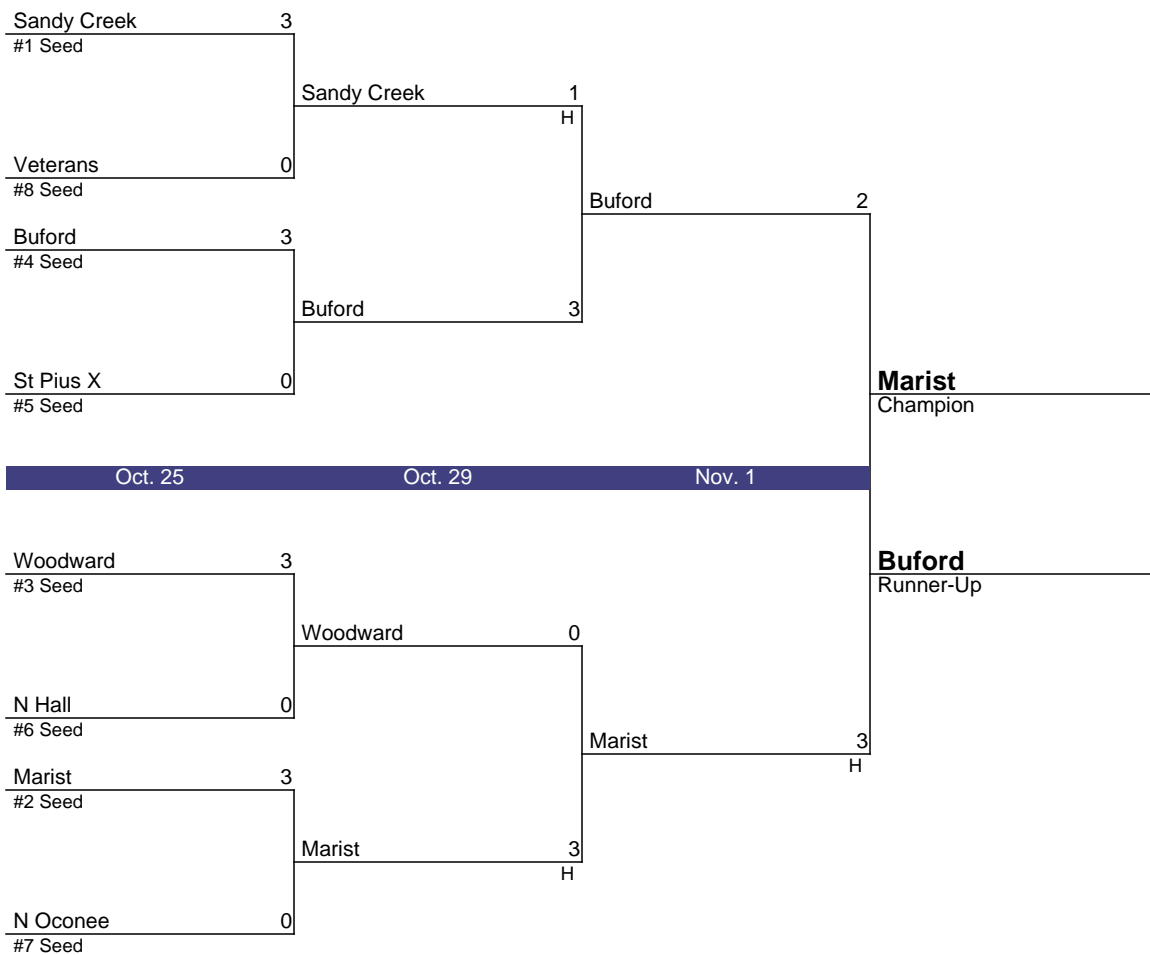 Sandy Creek 3
#1 Seed
Sandy Creek 1
H
Veterans 0
#8 Seed
Buford 2
Buford 3
#4 Seed
Buford 3
St Pius X 0
#5 Seed
Marist
Champion
Oct. 25 Oct. 29 Nov. 1
Woodward 3
#3 Seed
Buford
Runner-Up
Woodward 0
N Hall 0
#6 Seed
Marist 3
H
Marist 3
#2 Seed
Marist 3
H
N Oconee 0
#7 Seed